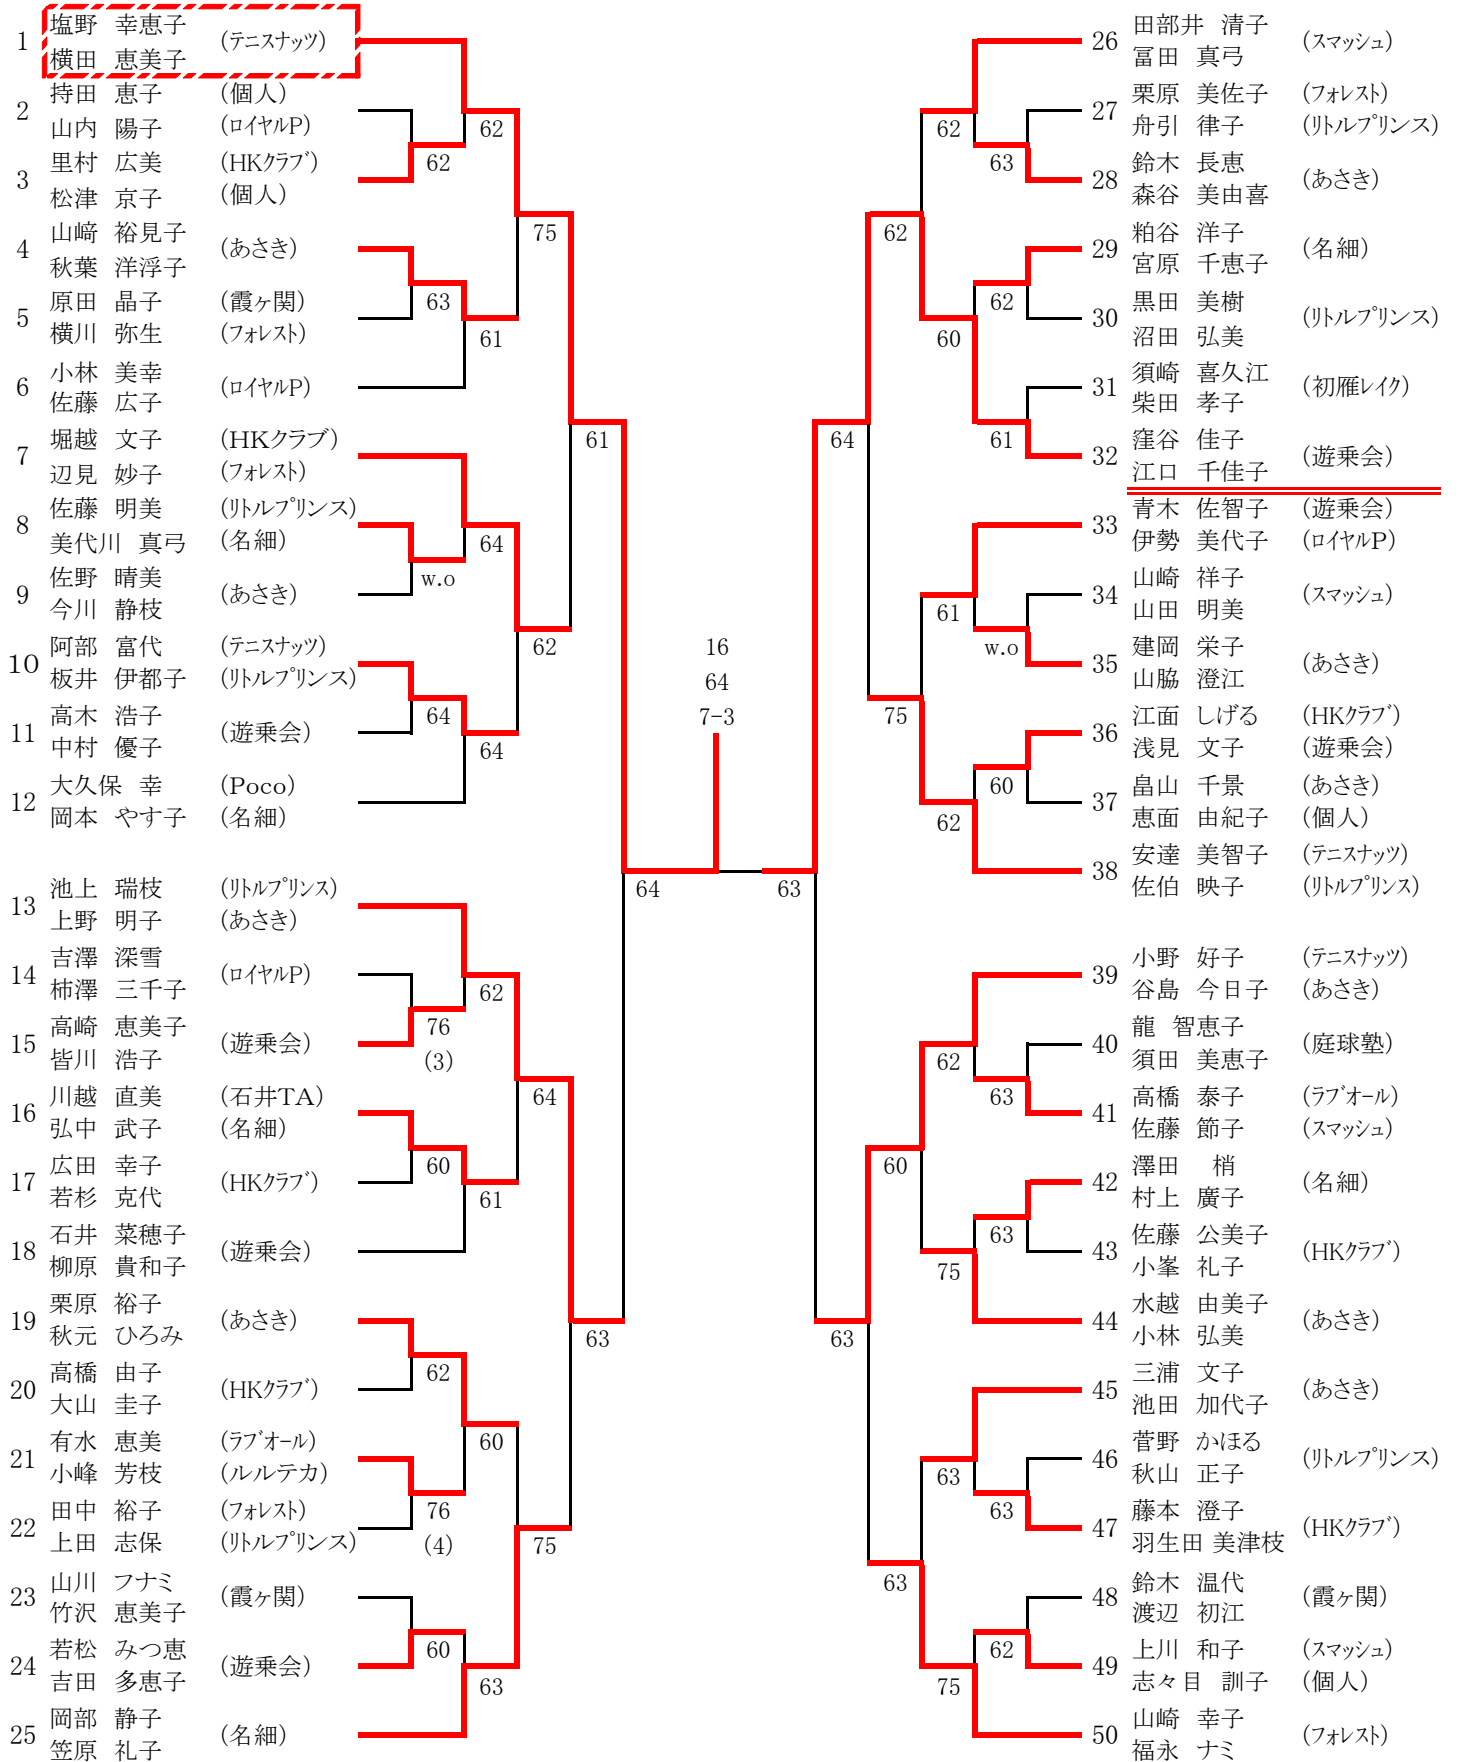 1 塩野 幸恵子 (テニスナッツ)
横田 恵美子
2 持田 恵子 (個人)
山内 陽子 (ロイヤルP)
3 里村 広美 (HKクラブ)
松津 京子 (個人)
4 山﨑 裕見子 (あさき)
秋葉 洋浮子
5 原田 晶子 (霞ヶ関)
横川 弥生 (フォレスト)
6 小林 美幸 (ロイヤルP)
佐藤 広子
7 堀越 文子 (HKクラブ)
辺見 妙子 (フォレスト)
8 佐藤 明美 (リトルプリンス)
美代川 真弓 (名細)
9 佐野 晴美 (あさき)
今川 静枝
10 阿部 富代 (テニスナッツ)
板井 伊都子 (リトルプリンス)
11 高木 浩子 (遊乗会)
中村 優子
12 大久保 幸 (Poco)
岡本 やす子 (名細)
13 池上 瑞枝 (リトルプリンス)
上野 明子 (あさき)
14 吉澤 深雪 (ロイヤルP)
柿澤 三千子
15 高崎 恵美子 (遊乗会)
皆川 浩子
16 川越 直美 (石井TA)
弘中 武子 (名細)
17 広田 幸子 (HKクラブ)
若杉 克代
18 石井 菜穂子 (遊乗会)
柳原 貴和子
19 栗原 裕子 (あさき)
秋元 ひろみ
20 高橋 由子 (HKクラブ)
大山 圭子
21 有水 恵美 (ラブオール)
小峰 芳枝 (ルルテカ)
22 田中 裕子 (フォレスト)
上田 志保 (リトルプリンス)
23 山川 フナミ (霞ヶ関)
竹沢 恵美子
24 若松 みつ恵 (遊乗会)
吉田 多恵子
25 岡部 静子 (名細)
笠原 礼子
62
62
75
63
61
61
64
w.o
62
64
64
64
62
76
(3)
64
60
61
63
62
60
76
(4)
75
60
63
16
64
7-3
62
63
62
62
60
61
64
61
w.o
75
60
62
63
62
63
60
63
75
63
63
63
63
62
75
26 田部井 清子 (スマッシュ)
冨田 真弓
27 栗原 美佐子 (フォレスト)
舟引 律子 (リトルプリンス)
28 鈴木 長恵 (あさき)
森谷 美由喜
29 粕谷 洋子 (名細)
宮原 千恵子
30 黒田 美樹 (リトルプリンス)
沼田 弘美
31 須崎 喜久江 (初雁レイク)
柴田 孝子
32 窪谷 佳子 (遊乗会)
江口 千佳子
33 青木 佐智子 (遊乗会)
伊勢 美代子 (ロイヤルP)
34 山崎 祥子 (スマッシュ)
山田 明美
35 建岡 栄子 (あさき)
山脇 澄江
36 江面 しげる (HKクラブ)
浅見 文子 (遊乗会)
37 畠山 千景 (あさき)
恵面 由紀子 (個人)
38 安達 美智子 (テニスナッツ)
佐伯 映子 (リトルプリンス)
39 小野 好子 (テニスナッツ)
谷島 今日子 (あさき)
40 龍 智恵子 (庭球塾)
須田 美恵子
41 高橋 泰子 (ラブオール)
佐藤 節子 (スマッシュ)
42 澤田 梢 (名細)
村上 廣子
43 佐藤 公美子 (HKクラブ)
小峯 礼子
44 水越 由美子 (あさき)
小林 弘美
45 三浦 文子 (あさき)
池田 加代子
46 菅野 かほる (リトルプリンス)
秋山 正子
47 藤本 澄子 (HKクラブ)
羽生田 美津枝
48 鈴木 温代 (霞ヶ関)
渡辺 初江
49 上川 和子 (スマッシュ)
志々目 訓子 (個人)
50 山崎 幸子 (フォレスト)
福永 ナミ